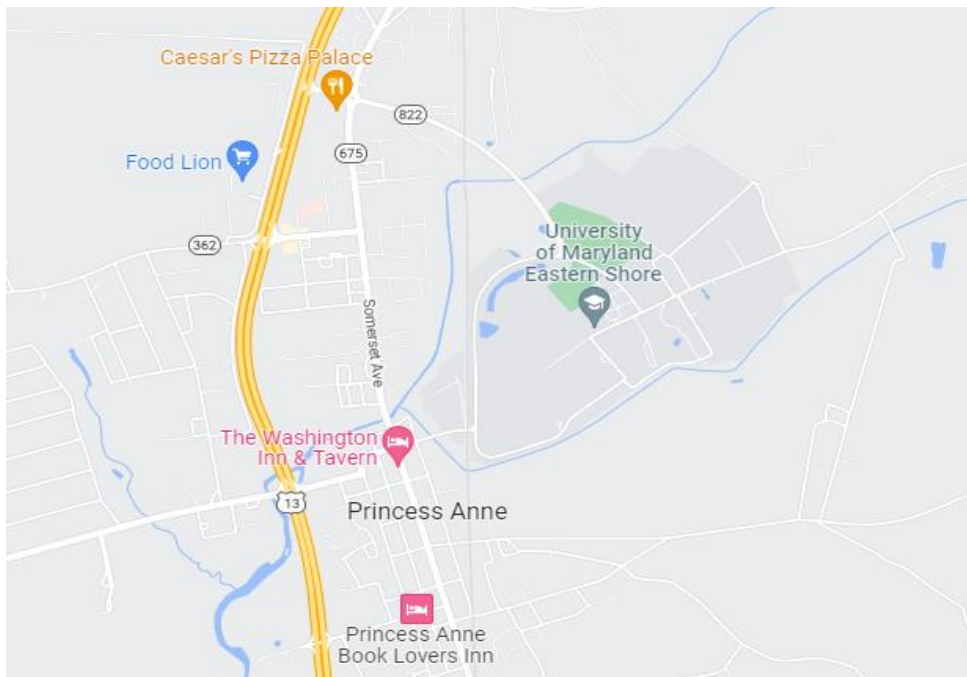 Caesar's Pizza Palace
822
675
Food Lion
362
University
of Maryland
Eastern Shore
Somerset Ave
The Washington
Inn & Tavern
13
Princess Anne
Princess Anne
Book Lovers Inn